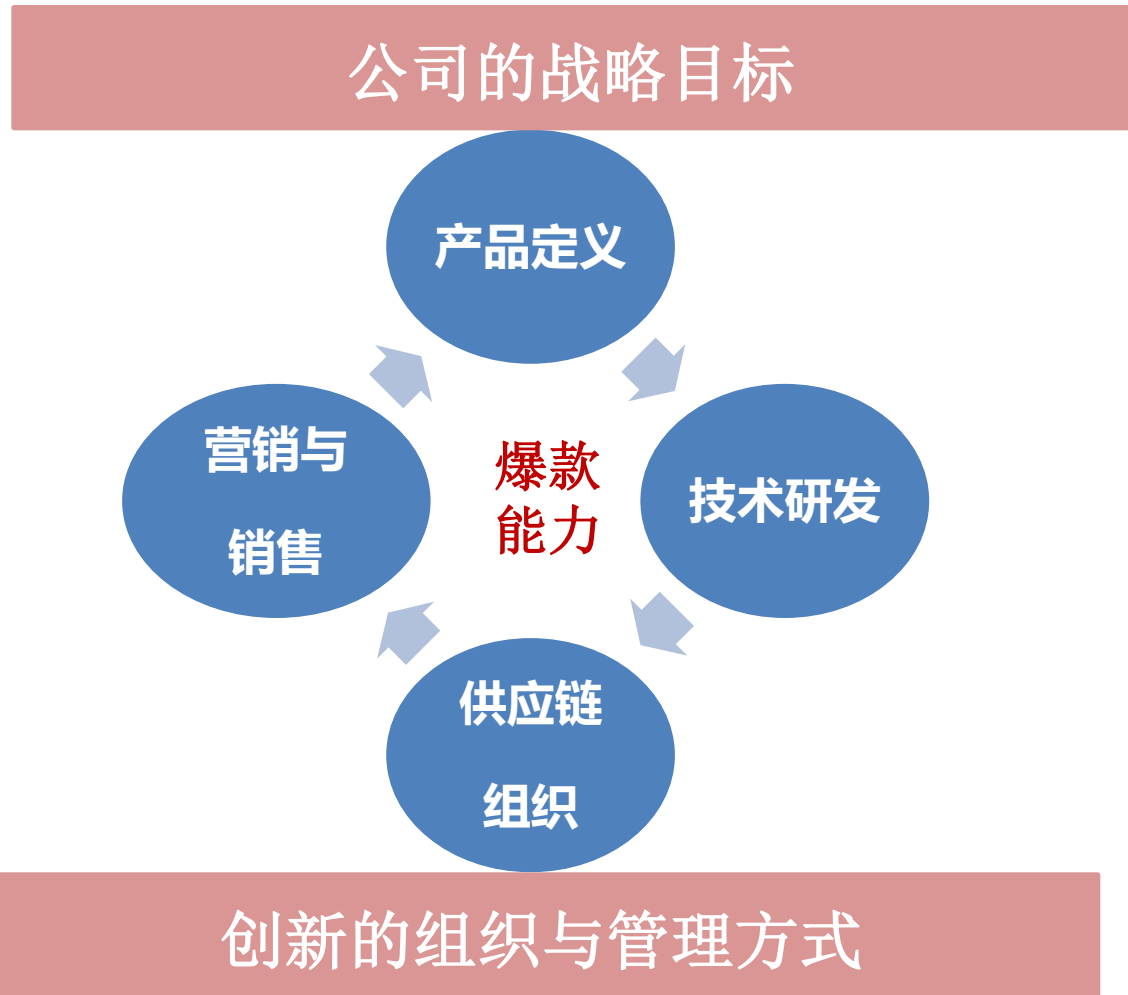 公司的战略目标
产品定义
营销与
销售
爆款
能力
技术研发
供应链
组织
创新的组织与管理方式